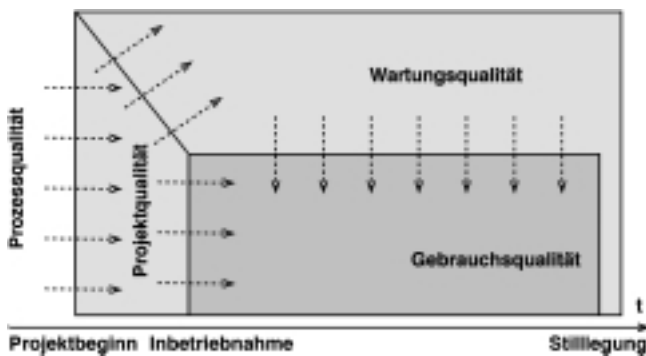 Wartungsqualität
Prozessqualität
Projektqualität
Gebrauchsqualität
t
Projektbeginn Inbetriebnahme Stilllegung